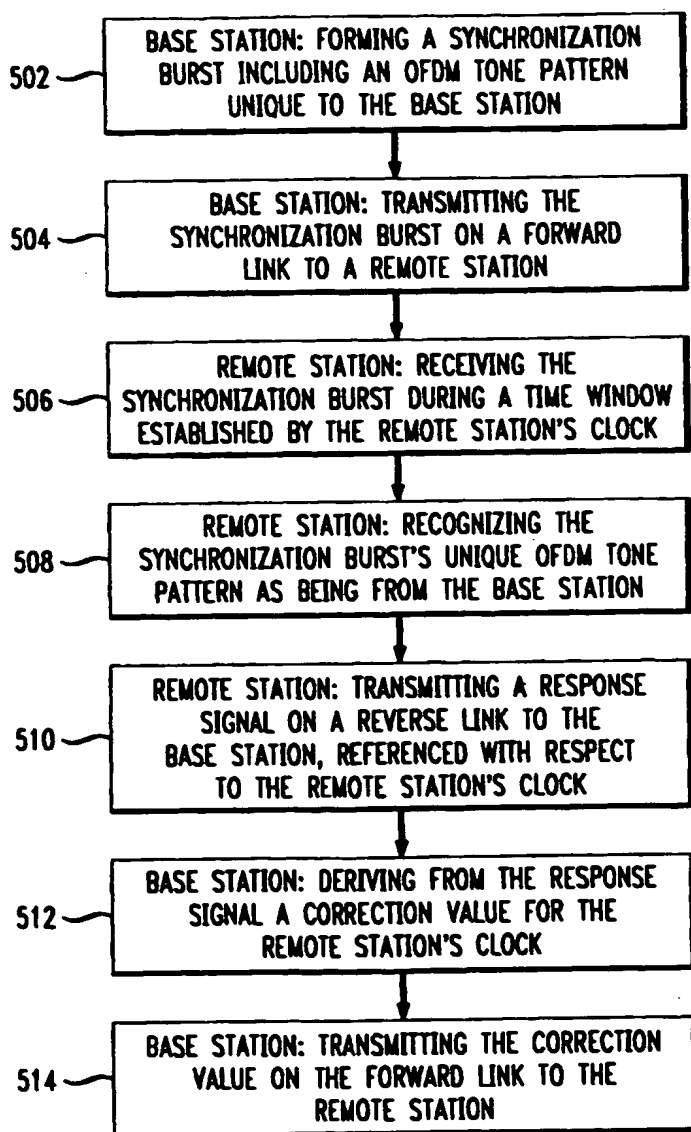 502
BASE STATION: FORMING A SYNCHRONIZATION
BURST INCLUDING AN OFDM TONE PATTERN
UNIQUE TO THE BASE STATION
504
BASE STATION: TRANSMITTING THE
SYNCHRONIZATION BURST ON A FORWARD
LINK TO A REMOTE STATION
506
REMOTE STATION: RECEIVING THE
SYNCHRONIZATION BURST DURING A TIME WINDOW
ESTABLISHED BY THE REMOTE STATION'S CLOCK
508
REMOTE STATION: RECOGNIZING THE
SYNCHRONIZATION BURST'S UNIQUE OFDM TONE
PATTERN AS BEING FROM THE BASE STATION
510
REMOTE STATION: TRANSMITTING A RESPONSE
SIGNAL ON A REVERSE LINK TO THE
BASE STATION, REFERENCED WITH RESPECT
TO THE REMOTE STATION'S CLOCK
512
BASE STATION: DERIVING FROM THE RESPONSE
SIGNAL A CORRECTION VALUE FOR THE
REMOTE STATION'S CLOCK
514
BASE STATION: TRANSMITTING THE CORRECTION
VALUE ON THE FORWARD LINK TO THE
REMOTE STATION